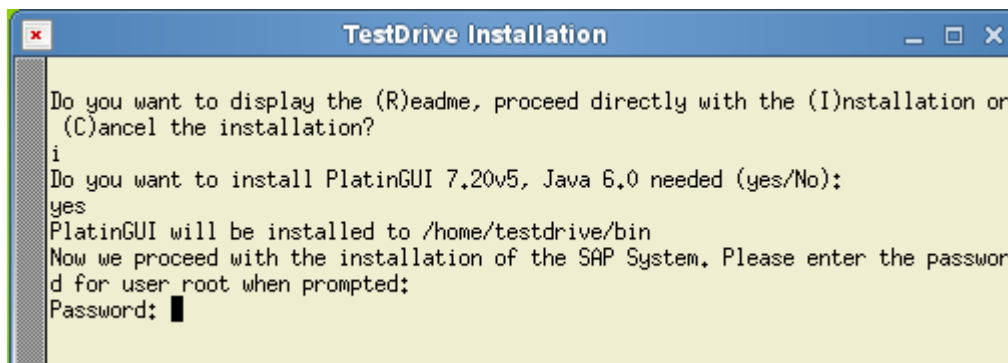 TestDrive Installation
Do you want to display the (R)eadme, proceed directly with the (I)nstallation or
(C)ancel the installation?
i
Do you want to install PlatinGUI 7.20v5, Java 6.0 needed (yes/No):
yes
PlatinGUI will be installed to /home/testdrive/bin
Now we proceed with the installation of the SAP System. Please enter the passwor
d for user root when prompted:
Password: